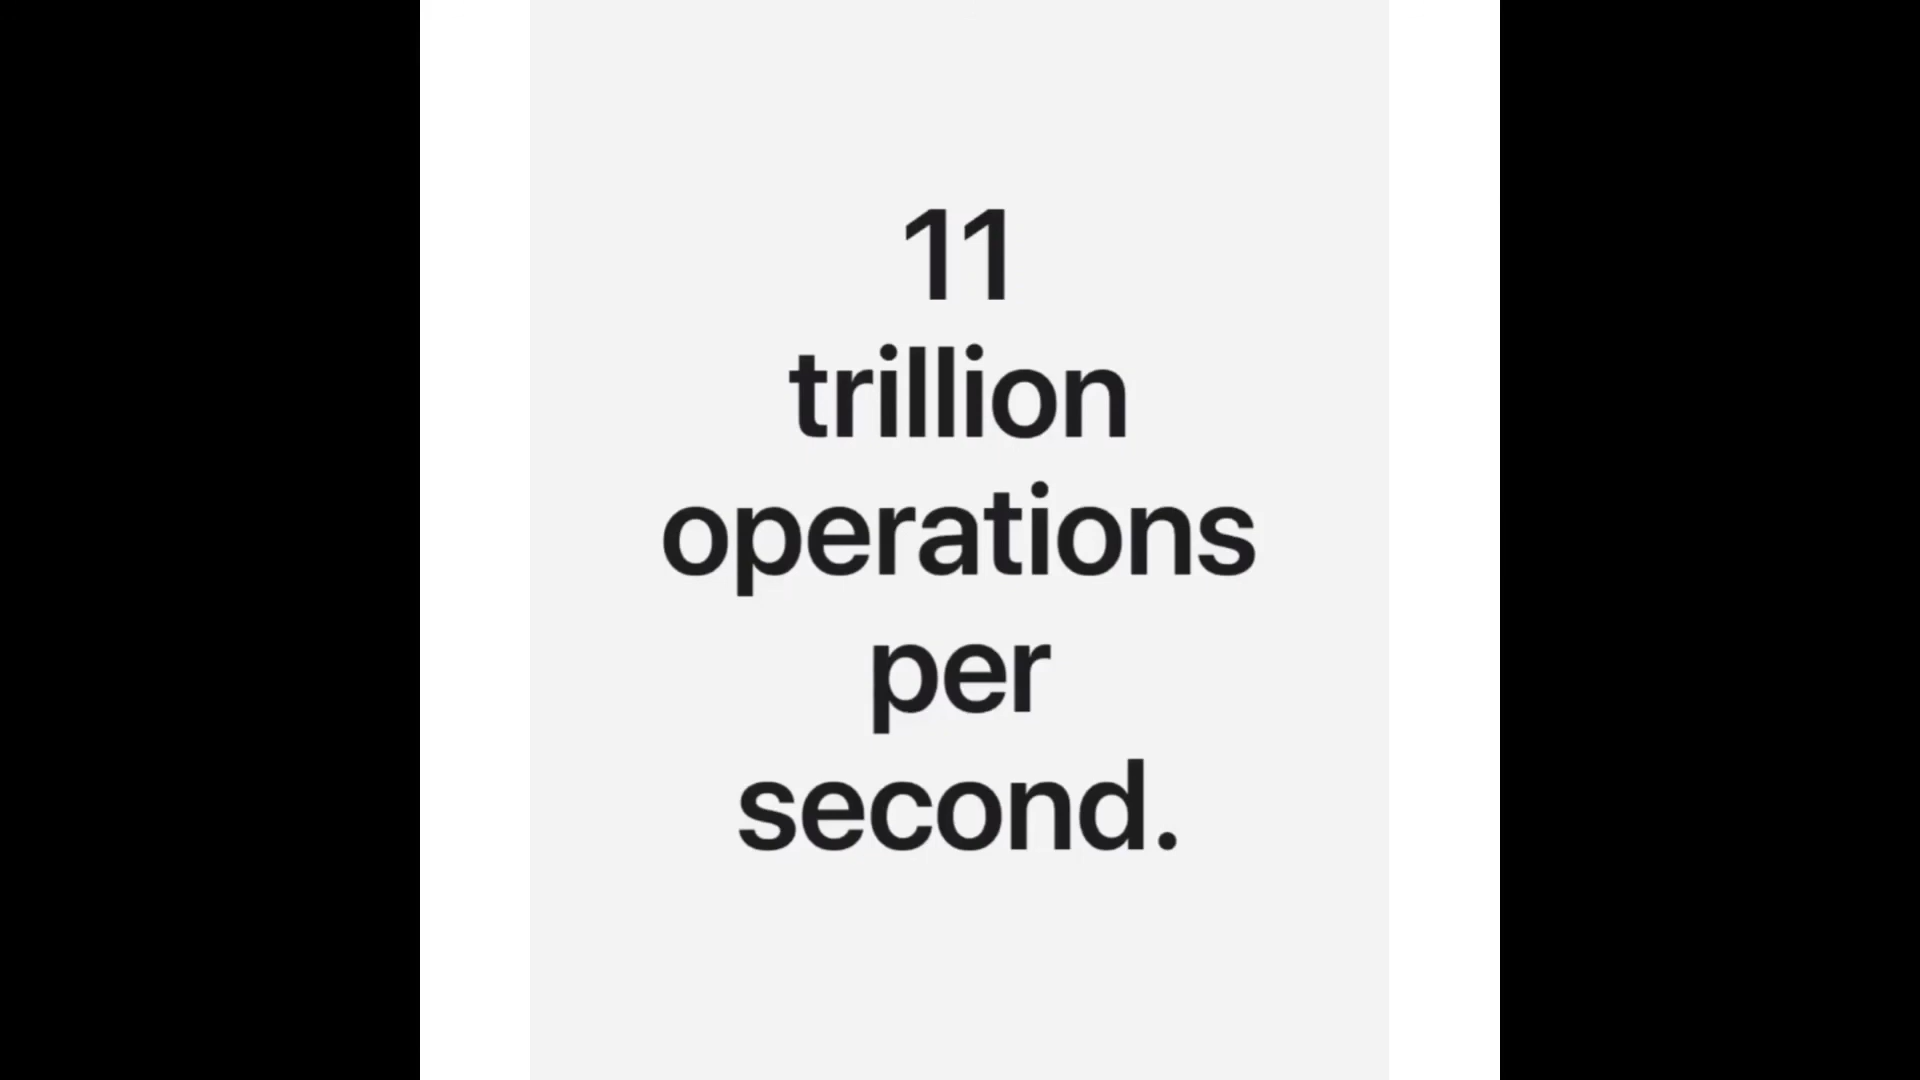 11
trillion
operations
per
second.